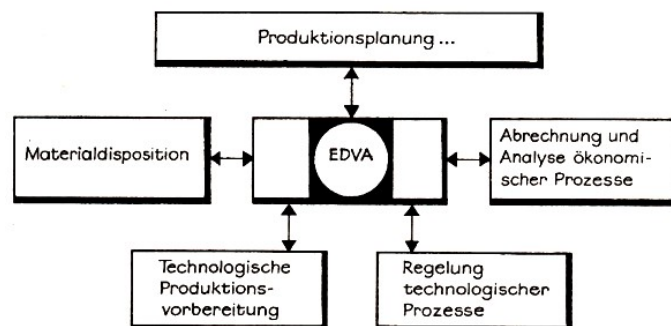 Produktionsplanung ...
Materialdisposition
EDVA
Abrechnung und
Analyse ökonomi-
scher Prozesse
Technologische
Produktions-
vorbereitung
Regelung
technologischer
Prozesse